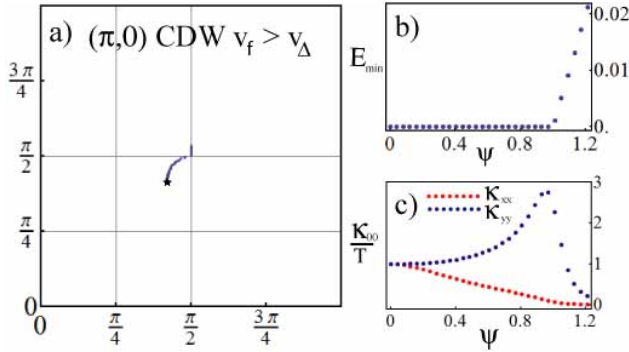 a) (π,0) CDW v_f > v_Δ
3π/4
π/2
π/4
0
0 π/4 π/2 3π/4
b)
E_min
0.02
0.01
0.
0 0.4 0.8 1.2
ψ
c)
κ_xx
κ_yy
κ_00/T
3
2
1
0
0 0.4 0.8 1.2
ψ